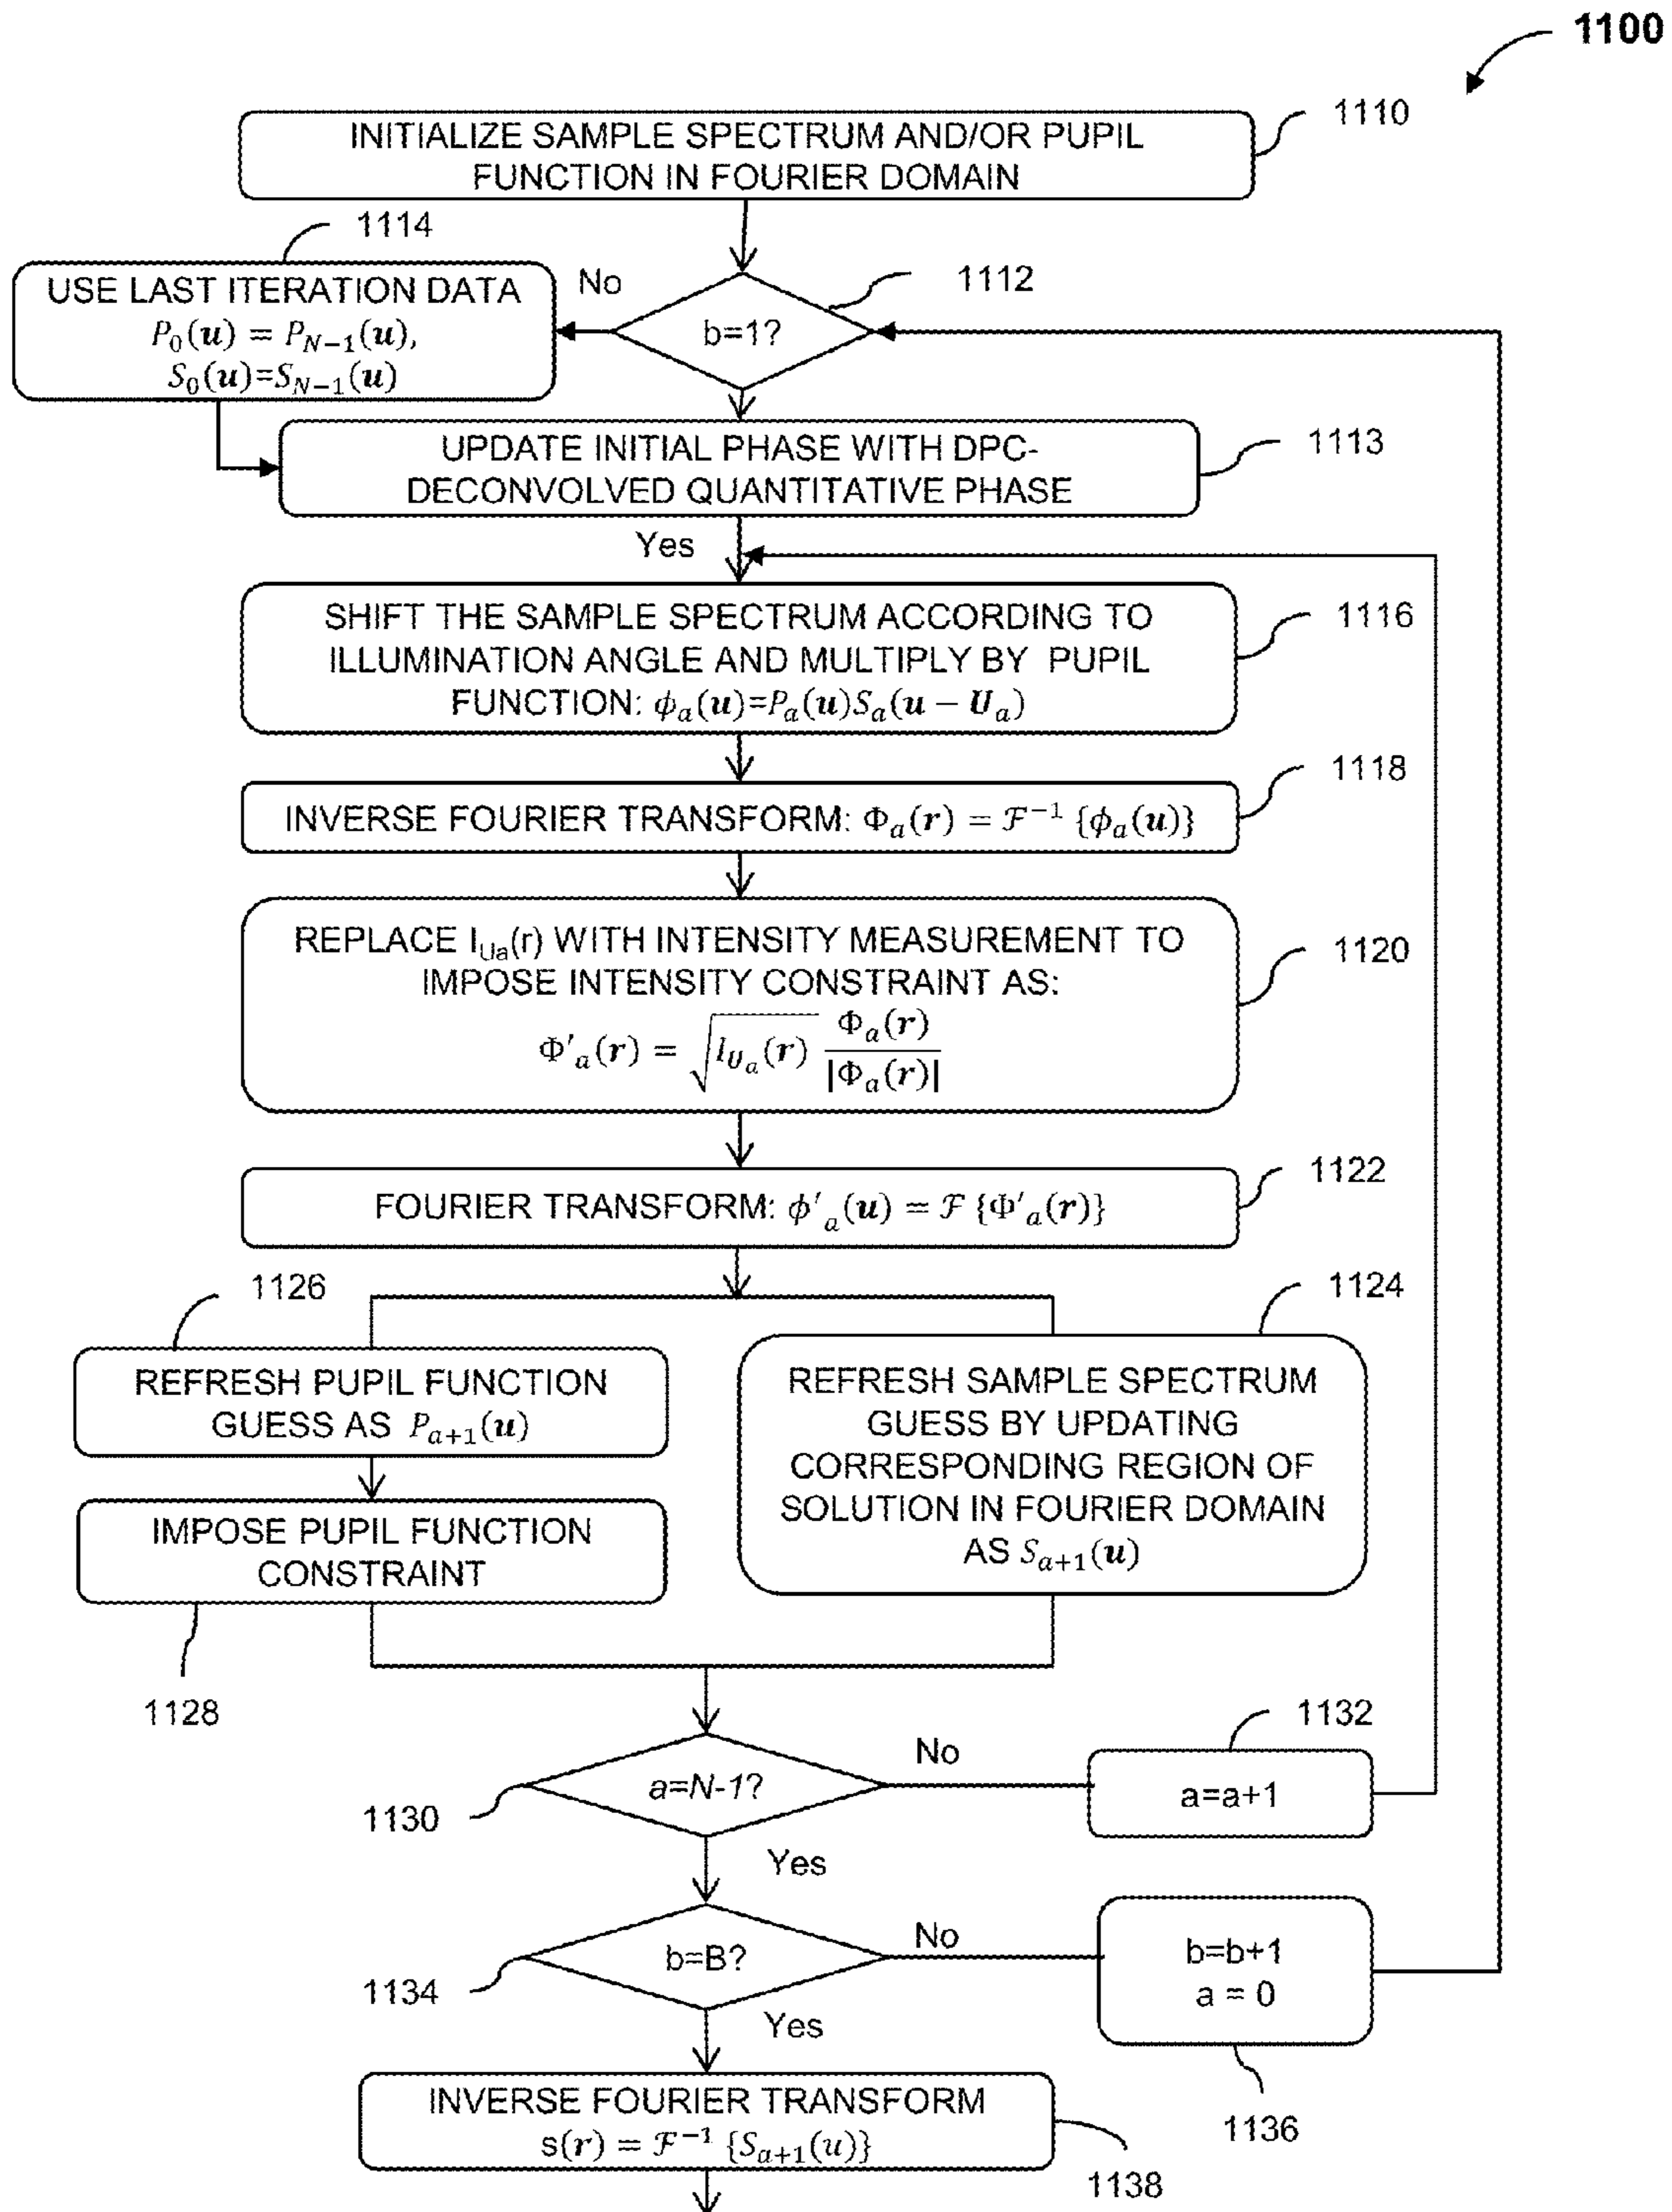 1100
INITIALIZE SAMPLE SPECTRUM AND/OR PUPIL
FUNCTION IN FOURIER DOMAIN
1110
1114
USE LAST ITERATION DATA
P₀(u) = P_{N−1}(u),
S₀(u)=S_{N−1}(u)
No
b=1?
1112
UPDATE INITIAL PHASE WITH DPC-
DECONVOLVED QUANTITATIVE PHASE
1113
Yes
SHIFT THE SAMPLE SPECTRUM ACCORDING TO
ILLUMINATION ANGLE AND MULTIPLY BY PUPIL
FUNCTION: ϕ_a(u)=P_a(u)S_a(u − U_a)
1116
INVERSE FOURIER TRANSFORM: Φ_a(r) = ℱ⁻¹ {ϕ_a(u)}
1118
REPLACE I_{Ua}(r) WITH INTENSITY MEASUREMENT TO
IMPOSE INTENSITY CONSTRAINT AS:
Φ'_a(r) = √(I_{U_a}(r)) Φ_a(r) / |Φ_a(r)|
1120
FOURIER TRANSFORM: ϕ'_a(u) = ℱ {Φ'_a(r)}
1122
1126
REFRESH PUPIL FUNCTION
GUESS AS P_{a+1}(u)
IMPOSE PUPIL FUNCTION
CONSTRAINT
1128
1124
REFRESH SAMPLE SPECTRUM
GUESS BY UPDATING
CORRESPONDING REGION OF
SOLUTION IN FOURIER DOMAIN
AS S_{a+1}(u)
a=N-1?
1130
No
a=a+1
1132
Yes
b=B?
1134
No
b=b+1
a = 0
1136
Yes
INVERSE FOURIER TRANSFORM
s(r) = ℱ⁻¹ {S_{a+1}(u)}
1138